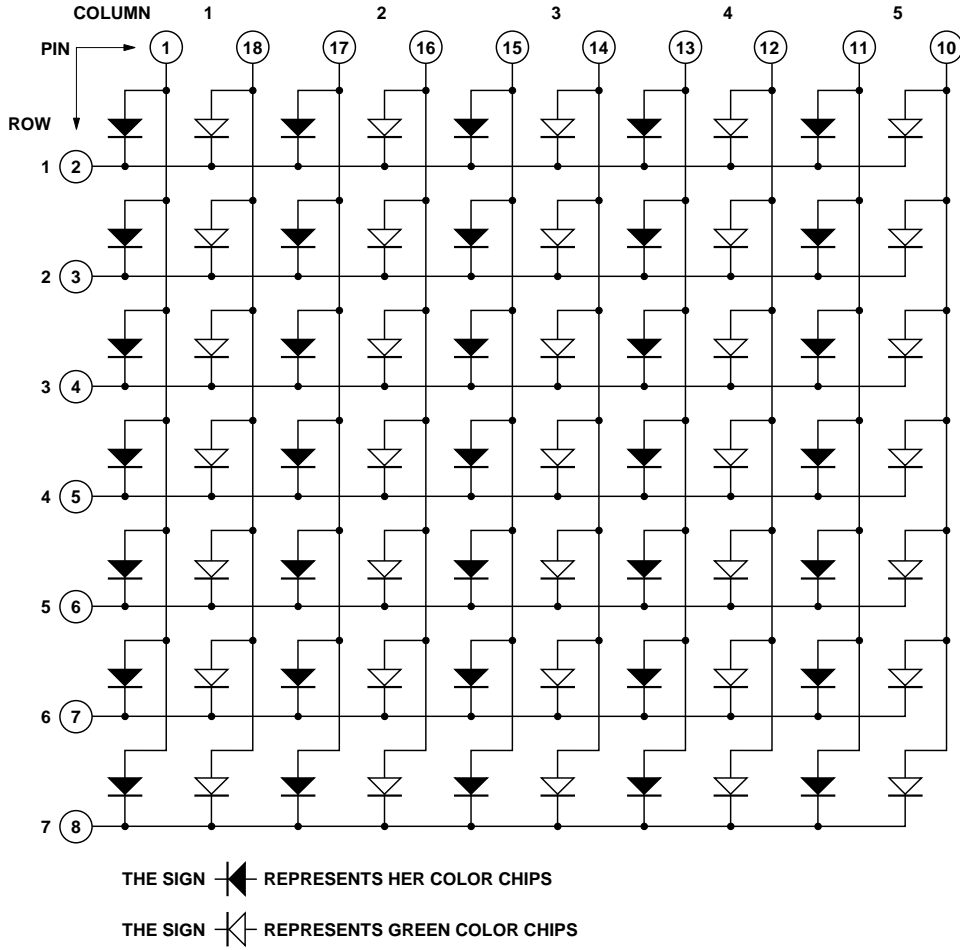 COLUMN 1 2 3 4 5
PIN 1 18 17 16 15 14 13 12 11 10
ROW
1 2
2 3
3 4
4 5
5 6
6 7
7 8
THE SIGN REPRESENTS HER COLOR CHIPS
THE SIGN REPRESENTS GREEN COLOR CHIPS